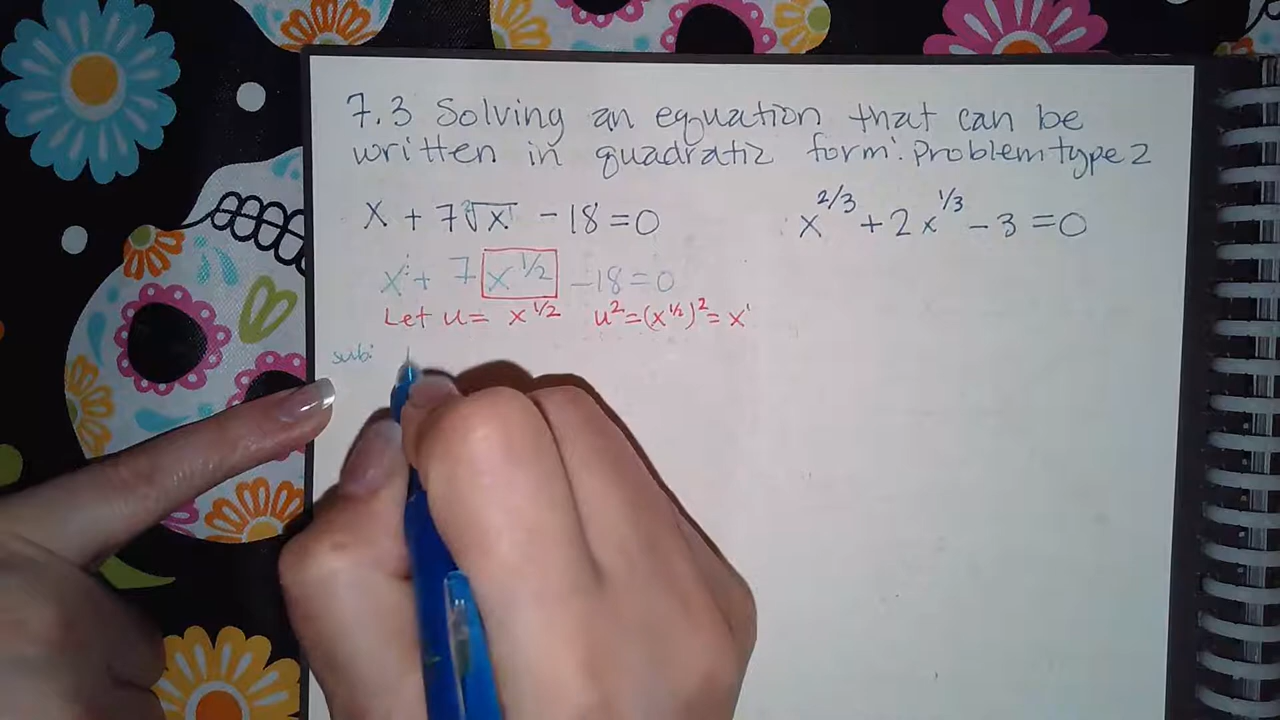 7.3 Solving an equation that can be
written in quadratic form: Problem type 2
x + 7√x - 18 = 0
x¹ + 7 x^1/2 - 18 = 0
Let u = x^1/2 u² = (x^1/2)² = x¹
sub:
x^2/3 + 2x^1/3 - 3 = 0